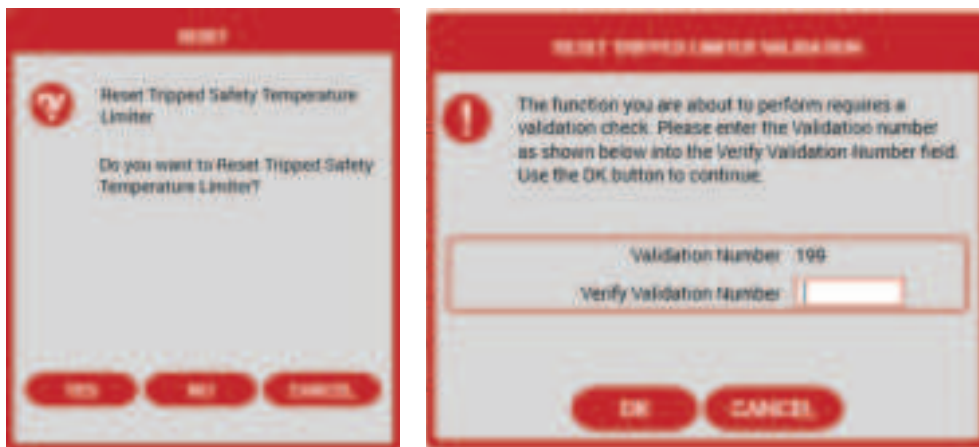 RESET
Reset Tripped Safety Temperature
Limiter
Do you want to Reset Tripped Safety
Temperature Limiter?
YES
NO
CANCEL
RESET TRIPPED LIMITER VALIDATION
The function you are about to perform requires a
validation check. Please enter the Validation number
as shown below into the Verify Validation Number field.
Use the OK button to continue.
Validation Number 199
Verify Validation Number
OK
CANCEL